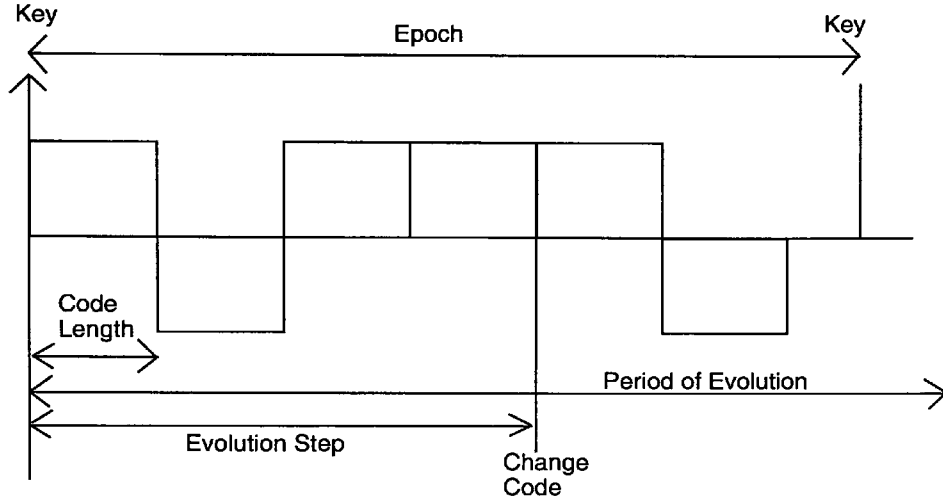 Key
Epoch
Key
Code
Length
Period of Evolution
Evolution Step
Change
Code